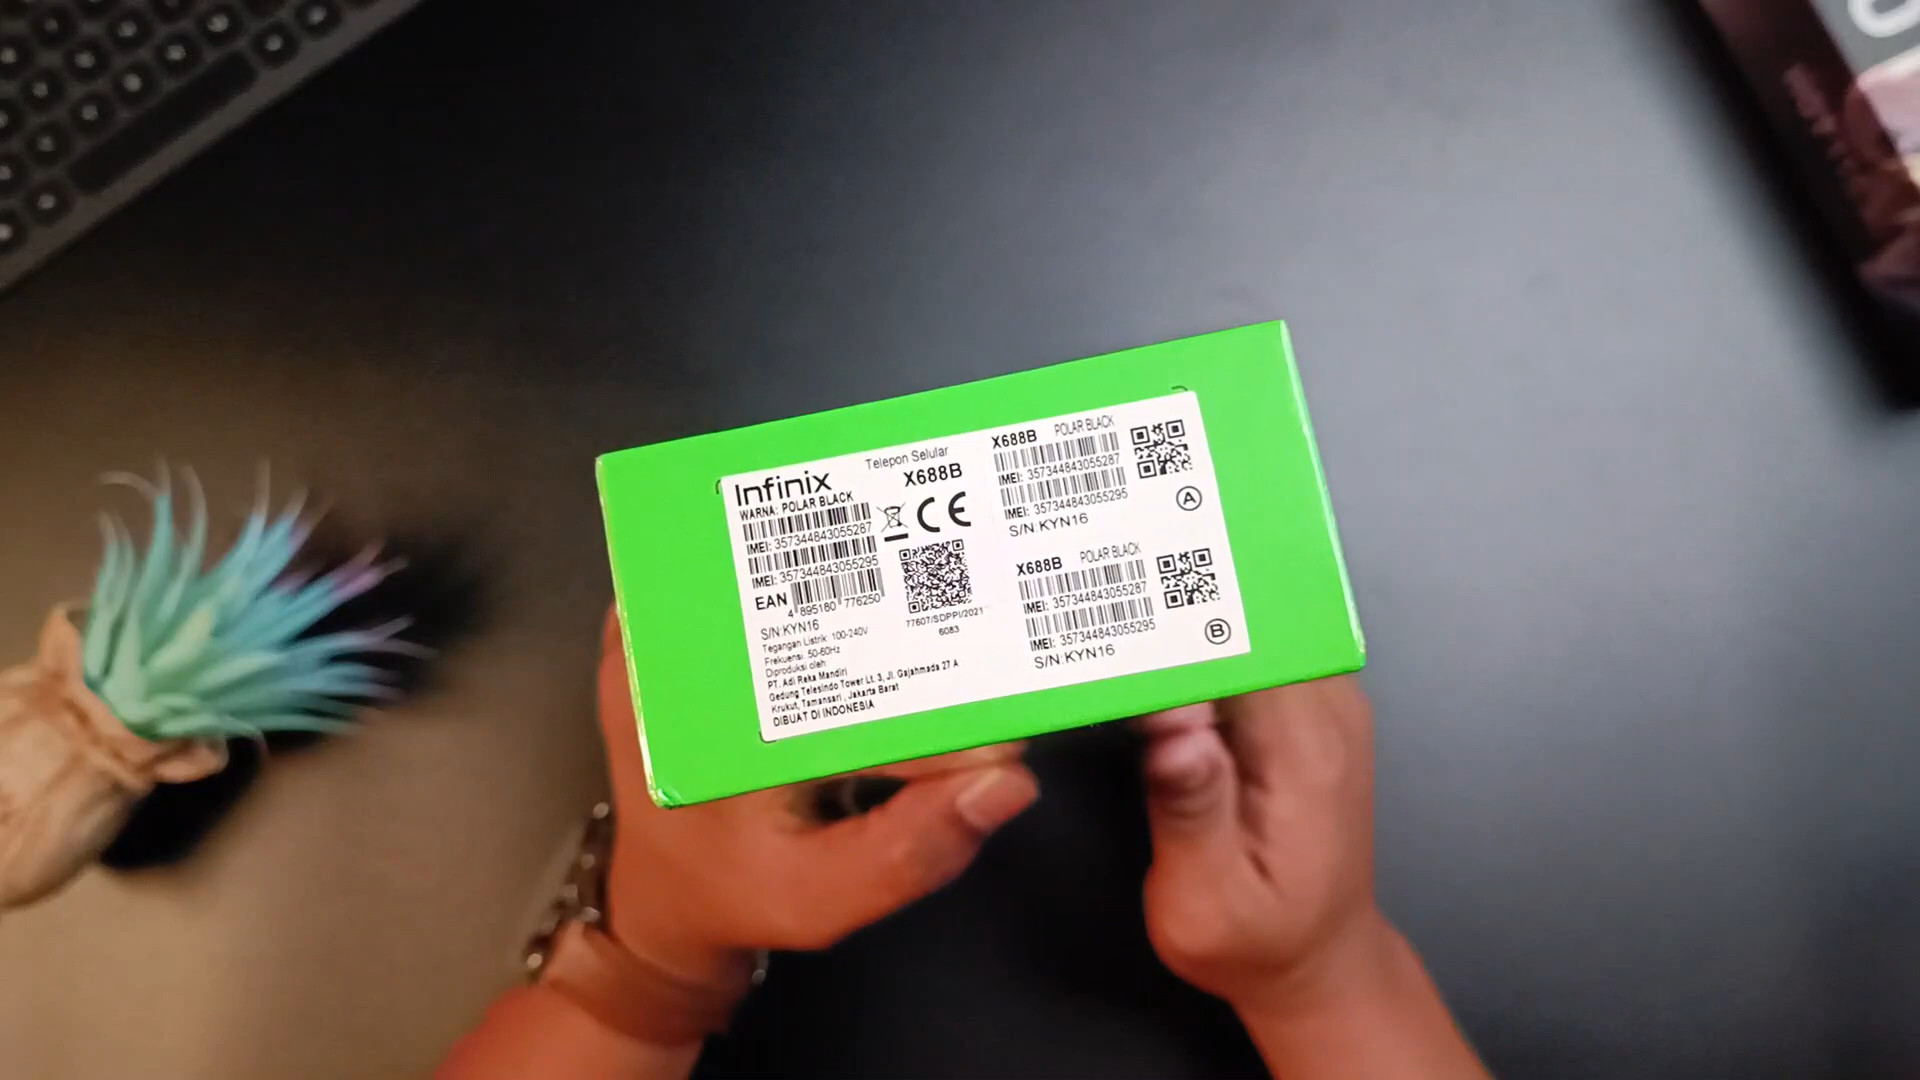 Infinix
Telepon Selular
X688B
WARNA: POLAR BLACK
IMEI: 357344843055287
IMEI: 357344843055295
EAN
4 895180 776250
S/N:KYN16
CE
77607/SDPPI/2021
6083
Tegangan Listrik: 100-240V
Frekuensi: 50-60Hz
Diproduksi oleh
PT. Adi Reka Mandiri
Gedung Telesindo Tower Lt. 3, Jl. Gajahmada 27 A
Krukut, Tamansari , Jakarta Barat
DIBUAT DI INDONESIA
X688B POLAR BLACK
IMEI: 357344843055287
IMEI: 357344843055295
S/N:KYN16
A
X688B POLAR BLACK
IMEI: 357344843055287
IMEI: 357344843055295
S/N:KYN16
B